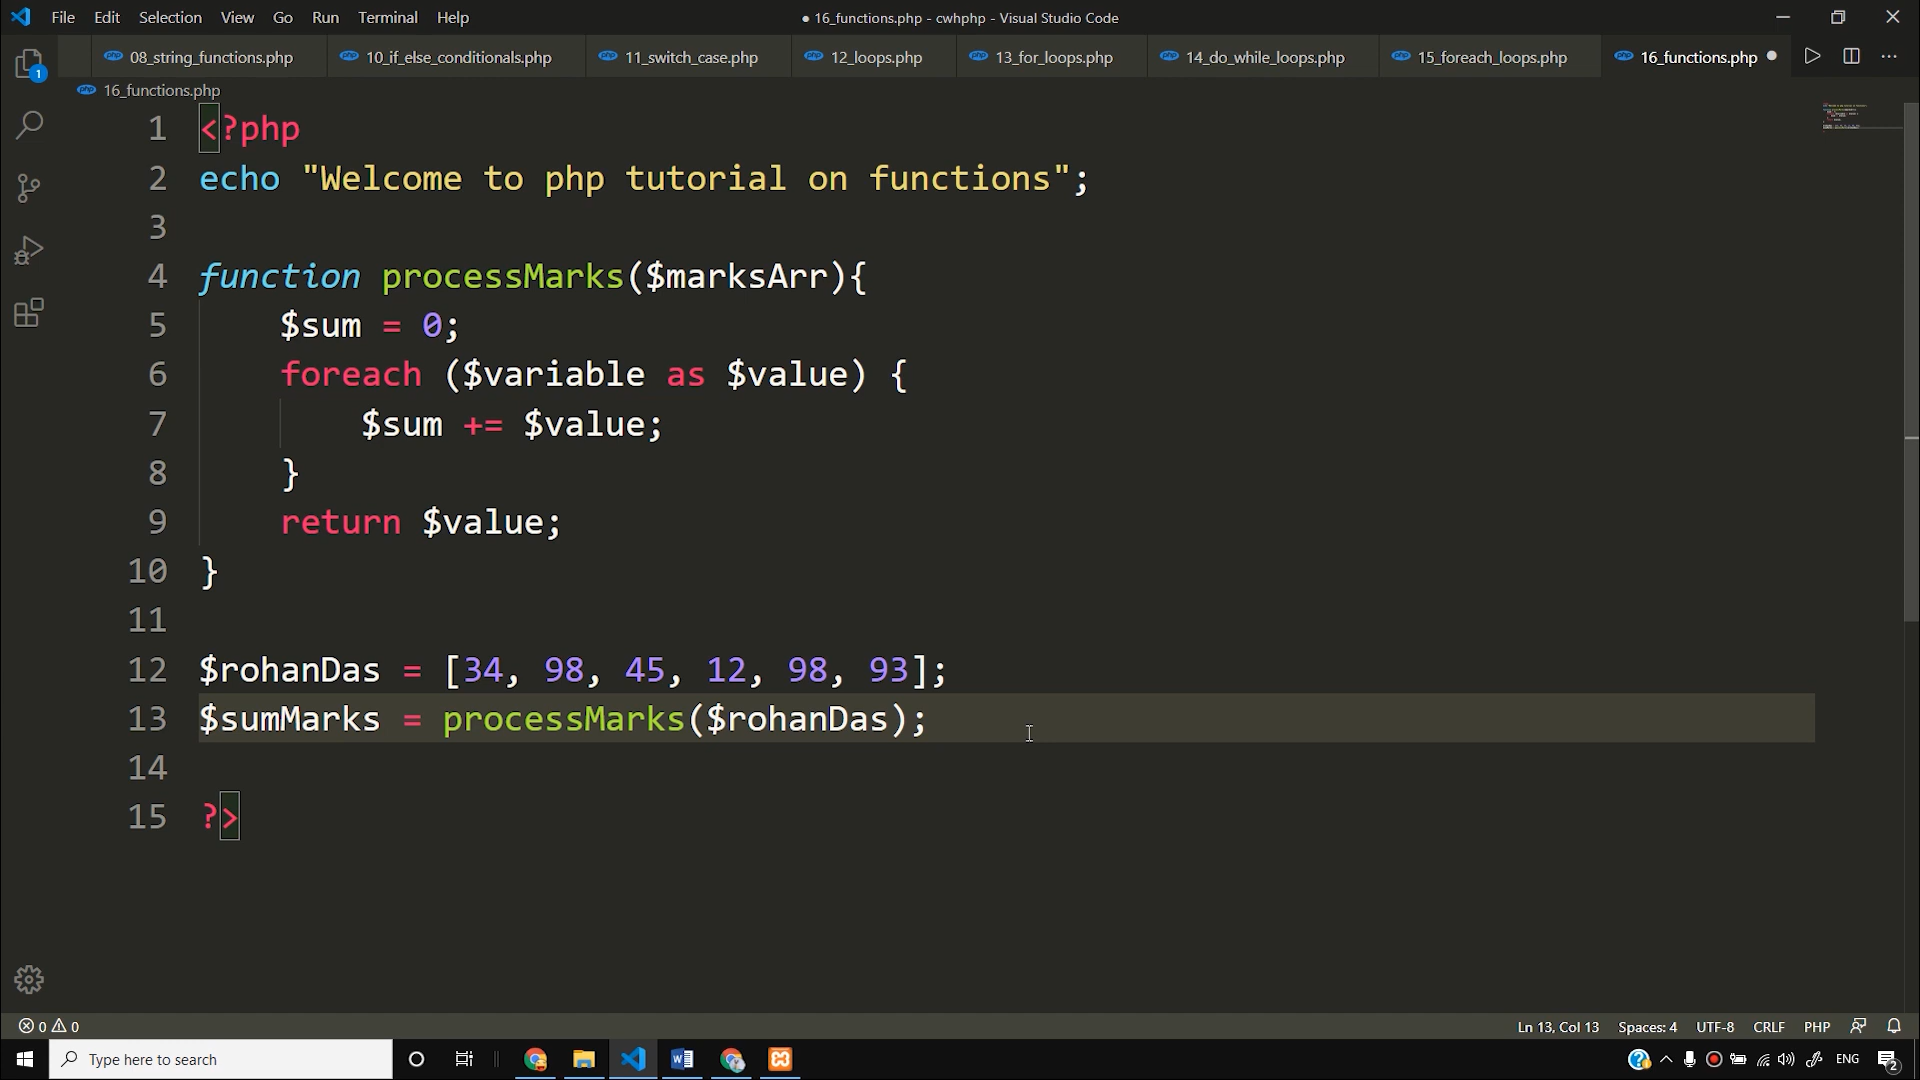 File Edit Selection View Go Run Terminal Help
● 16_functions.php - cwhphp - Visual Studio Code
08_string_functions.php 10_if_else_conditionals.php 11_switch_case.php 12_loops.php 13_for_loops.php 14_do_while_loops.php 15_foreach_loops.php 16_functions.php
16_functions.php
1 <?php
2 echo "Welcome to php tutorial on functions";
3
4 function processMarks($marksArr){
5 $sum = 0;
6 foreach ($variable as $value) {
7 $sum += $value;
8 }
9 return $value;
10 }
11
12 $rohanDas = [34, 98, 45, 12, 98, 93];
13 $sumMarks = processMarks($rohanDas);
14
15 ?>
0 0 Ln 13, Col 13 Spaces: 4 UTF-8 CRLF PHP
Type here to search ENG 2